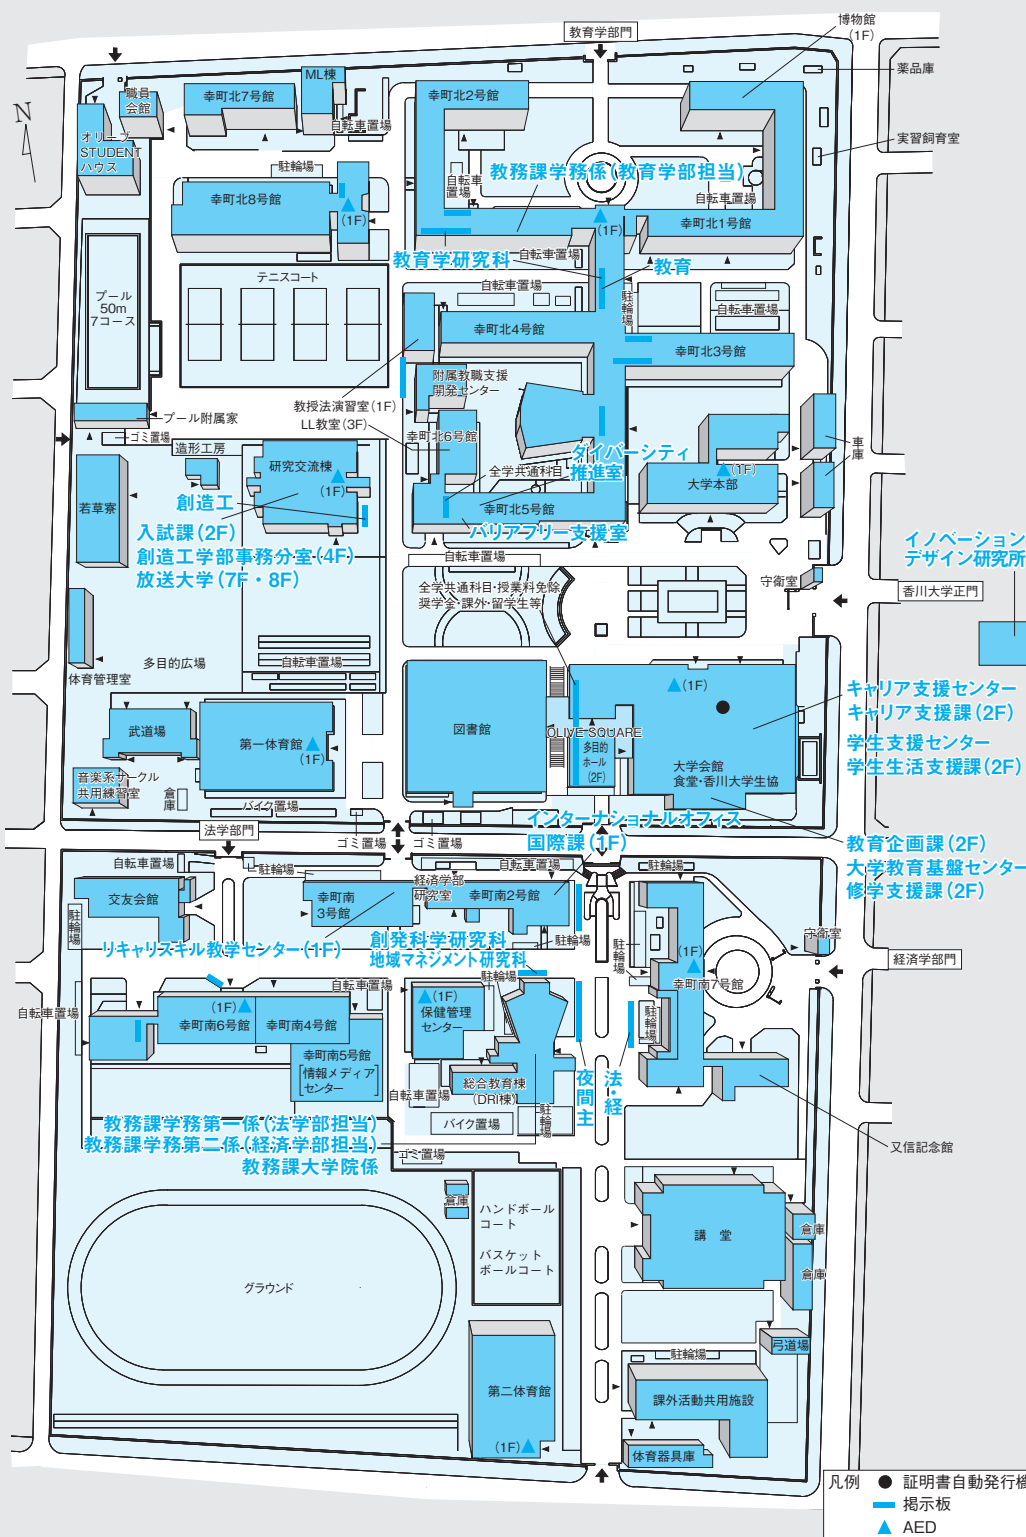 教育学部門
博物館
(1F)
薬品庫
N
職員
会館
幸町北7号館
ML棟
自転車置場
幸町北2号館
オリーブ
STUDENT
ハウス
実習飼育室
駐輪場
幸町北8号館
(1F)
自転車
置場
教務課学務係(教育学部担当)
自転車置場
(1F)
幸町北1号館
教育学研究科
自転車置場
教育
テニスコート
自転車置場
駐輪場
自転車置場
プール
50m
7コース
幸町北4号館
幸町北3号館
附属教職支援
開発センター
教授法演習室(1F)
LL教室(3F)
プール附属家
ゴミ置場
造形工房
幸町北6号館
車庫
研究交流棟
(1F)
全学共通科目
ダイバーシティ
推進室
(1F)
大学本部
若草寮
創造工
幸町北5号館
バリアフリー支援室
入試課(2F)
創造工学部事務分室(4F)
放送大学(7F・8F)
自転車置場
イノベーション
デザイン研究所
全学共通科目・授業料免除
奨学金・課外・留学生等
守衛室
香川大学正門
多目的広場
自転車置場
体育管理室
(1F)
キャリア支援センター
キャリア支援課(2F)
武道場
第一体育館
(1F)
図書館
OLIVE SQUARE
多目的
ホール
(2F)
大学会館
食堂・香川大学生協
学生支援センター
学生生活支援課(2F)
音楽系サークル
共用練習室
倉庫
バイク置場
法学部門
ゴミ置場
ゴミ置場
インターナショナルオフィス
国際課(1F)
教育企画課(2F)
大学教育基盤センター
修学支援課(2F)
自転車置場
駐輪場
自転車置場
駐輪場
交友会館
幸町南
3号館
経済学部
研究室
幸町南2号館
駐輪場
守衛室
リキャリスキル教学センター(1F)
創発科学研究科
地域マネジメント研究科
駐輪場
駐輪場
(1F)
幸町南7号館
経済学部門
自転車置場
自転車置場
駐輪場
(1F)
幸町南6号館
幸町南4号館
(1F)
保健管理
センター
駐輪場
幸町南5号館
[情報メディア
センター]
自転車置場
総合教育棟
(DRI棟)
夜間主
法・経
バイク置場
駐輪場
教務課学務第一係(法学部担当)
教務課学務第二係(経済学部担当)
教務課大学院係
ゴミ置場
又信記念館
倉庫
ハンドボール
コート
バスケット
ボールコート
講 堂
倉庫
倉庫
グラウンド
弓道場
駐輪場
第二体育館
(1F)
課外活動共用施設
体育器具庫
凡例
証明書自動発行機
掲示板
AED